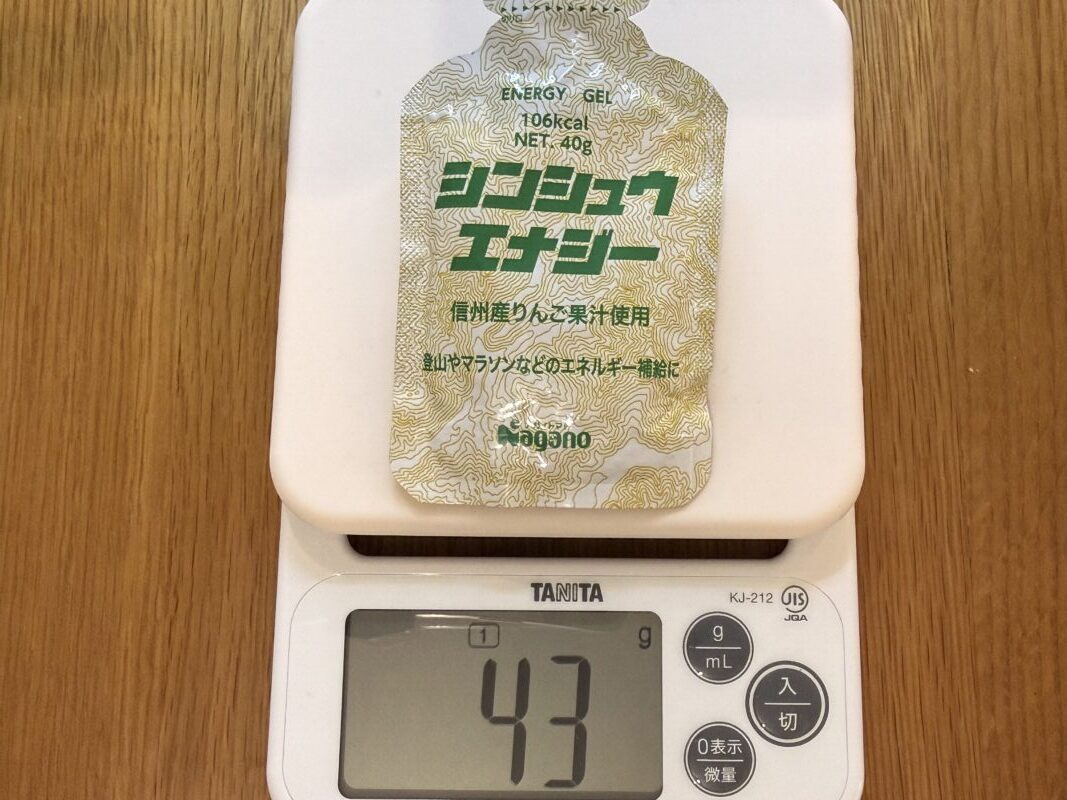 ENERGY GEL
106kcal
NET. 40g
シンシュウ
エナジー
信州産りんご果汁使用
登山やマラソンなどのエネルギー補給に
Nagano
TANITA
KJ-212
JIS
JQA
1
g
43
g
mL
入
切
0表示
微量